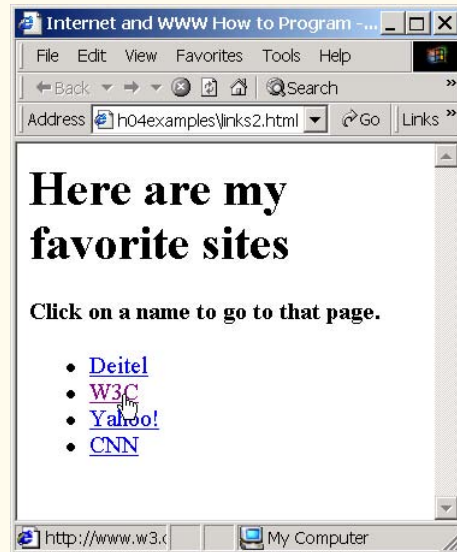 Internet and WWW How to Program -...
File Edit View Favorites Tools Help
Back Search »
Address h04examples\links2.html Go Links »
Here are my
favorite sites
Click on a name to go to that page.
Deitel
W3C
Yahoo!
CNN
http://www.w3.c My Computer